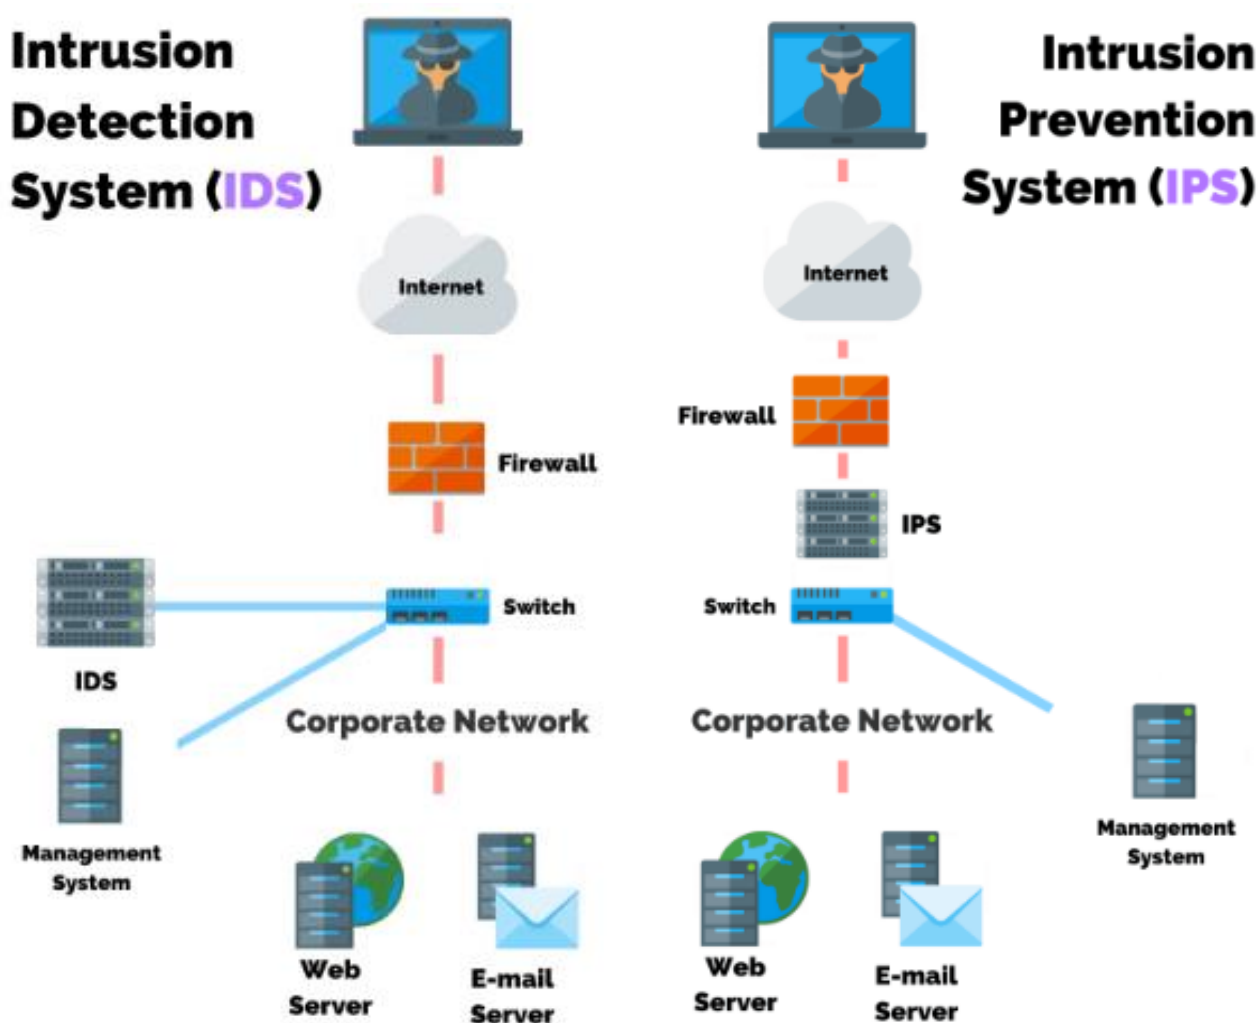 Intrusion
Detection
System (IDS)
Intrusion
Prevention
System (IPS)
Internet
Firewall
Switch
IDS
Management
System
Corporate Network
Web
Server
E-mail
Server
Internet
Firewall
IPS
Switch
Corporate Network
Management
System
Web
Server
E-mail
Server